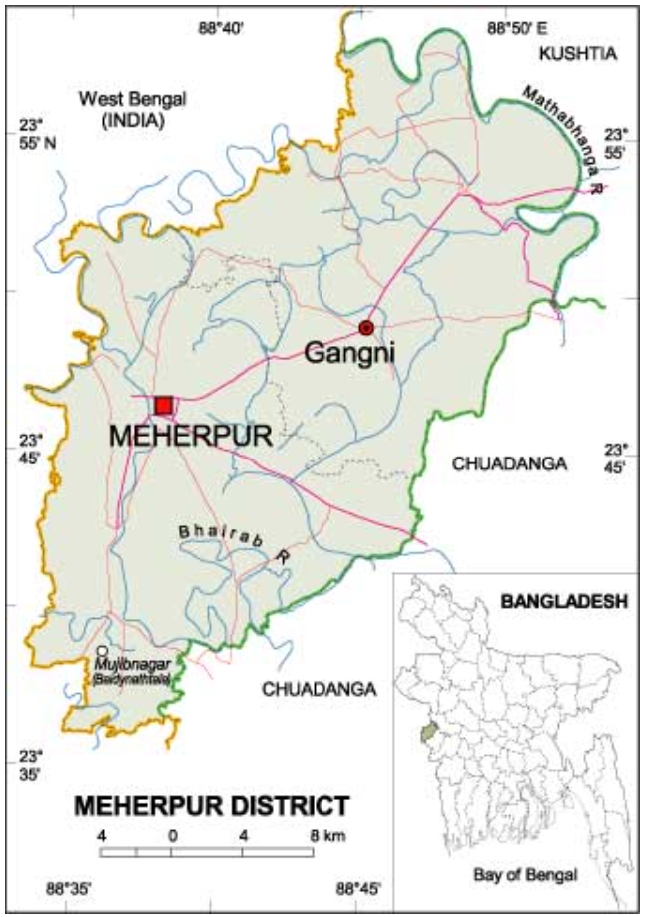 88°40'
88°50' E
KUSHTIA
West Bengal
(INDIA)
Mathabhanga R
23°
55' N
23°
55'
Gangni
MEHERPUR
23°
45'
CHUADANGA
23°
45'
Bhairab R
BANGLADESH
Mujibnagar
(Baidynathtala)
CHUADANGA
23°
35'
MEHERPUR DISTRICT
4 0 4 8 km
Bay of Bengal
88°35'
88°45'